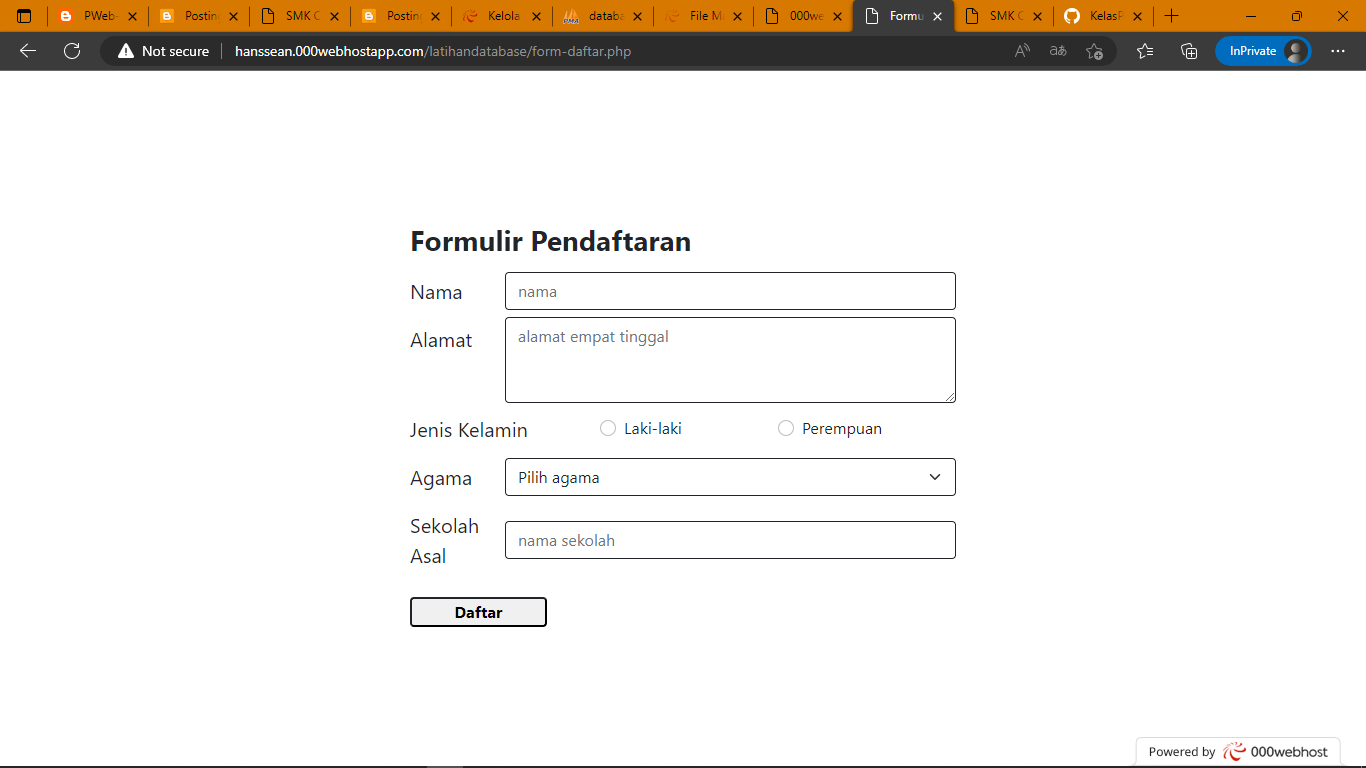 PWeb-
Postin
SMK C
Postin
Kelola
PMA
databa
File Ma
000we
Formu
SMK C
KelasP
Not secure
hanssean.000webhostapp.com/latihandatabase/form-daftar.php
InPrivate
Formulir Pendaftaran
Nama
nama
Alamat
alamat empat tinggal
Jenis Kelamin
Laki-laki
Perempuan
Agama
Pilih agama
Sekolah
Asal
nama sekolah
Daftar
Powered by 000webhost